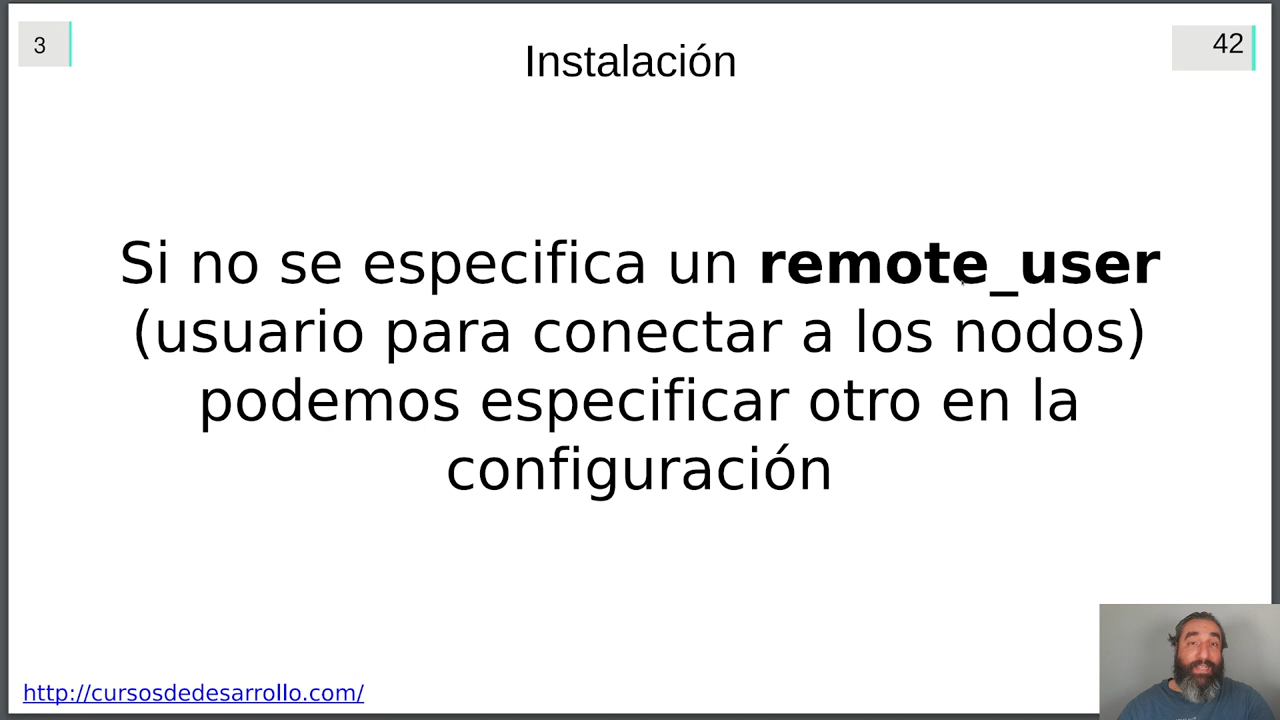 3
Instalación
42
Si no se especifica un remote_user
(usuario para conectar a los nodos)
podemos especificar otro en la
configuración
http://cursosdedesarrollo.com/